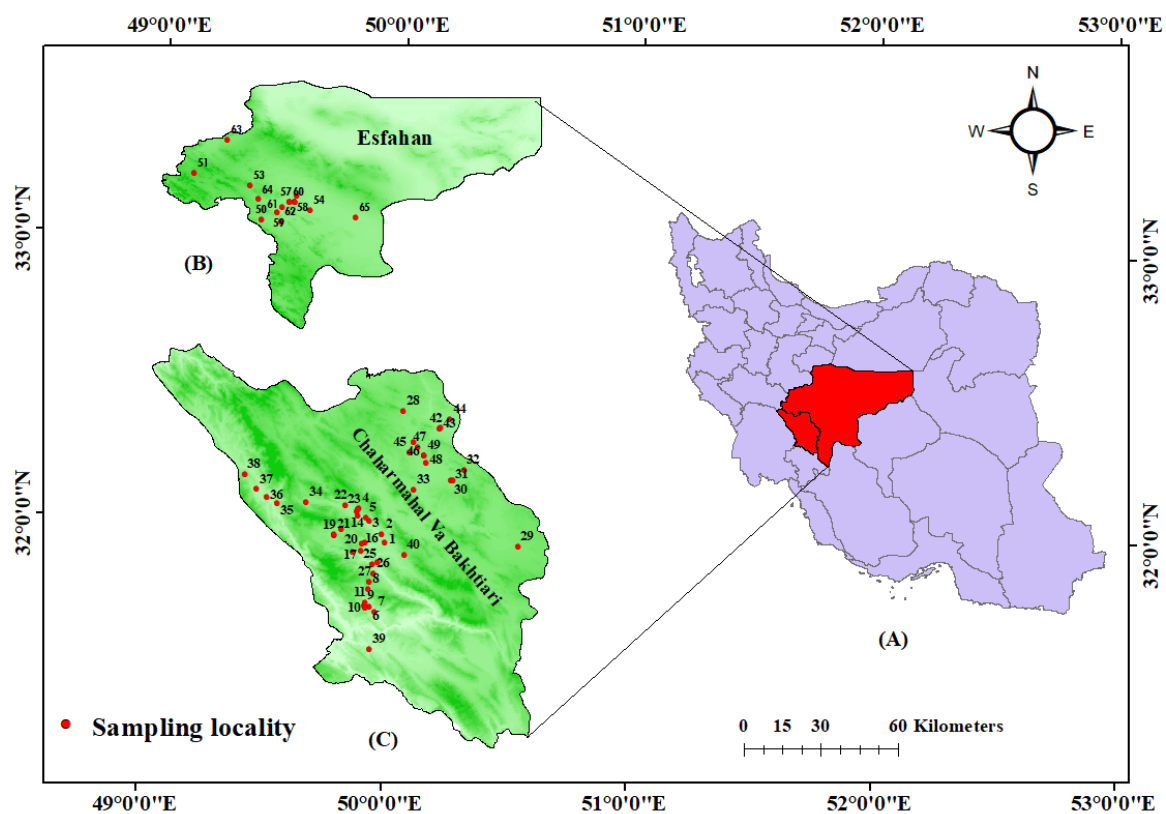 49°0'0"E 50°0'0"E 51°0'0"E 52°0'0"E 53°0'0"E
N
W E
S
33°0'0"N
32°0'0"N
33°0'0"N
32°0'0"N
Esfahan
63
51
53
64 57 60
61 54
50 62 58 65
59
(B)
28
42 44
43
45 47
46 49
48 32
31
30
33
38
37
36
35
34
22 23 4
5
14 3 2
19 21
20 16 1
17 25 40
27 26
8
11 9
10 7
6
39
29
Chaharmahal Va Bakhtiari
(A)
Sampling locality
(C)
0 15 30 60 Kilometers
49°0'0"E 50°0'0"E 51°0'0"E 52°0'0"E 53°0'0"E